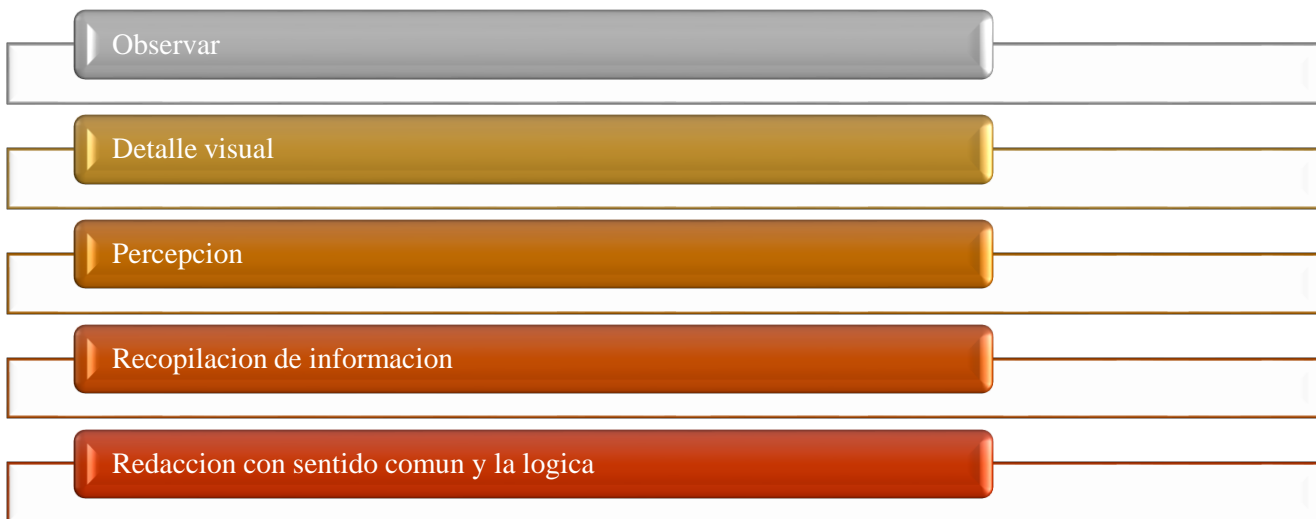 Observar
Detalle visual
Percepcion
Recopilacion de informacion
Redaccion con sentido comun y la logica